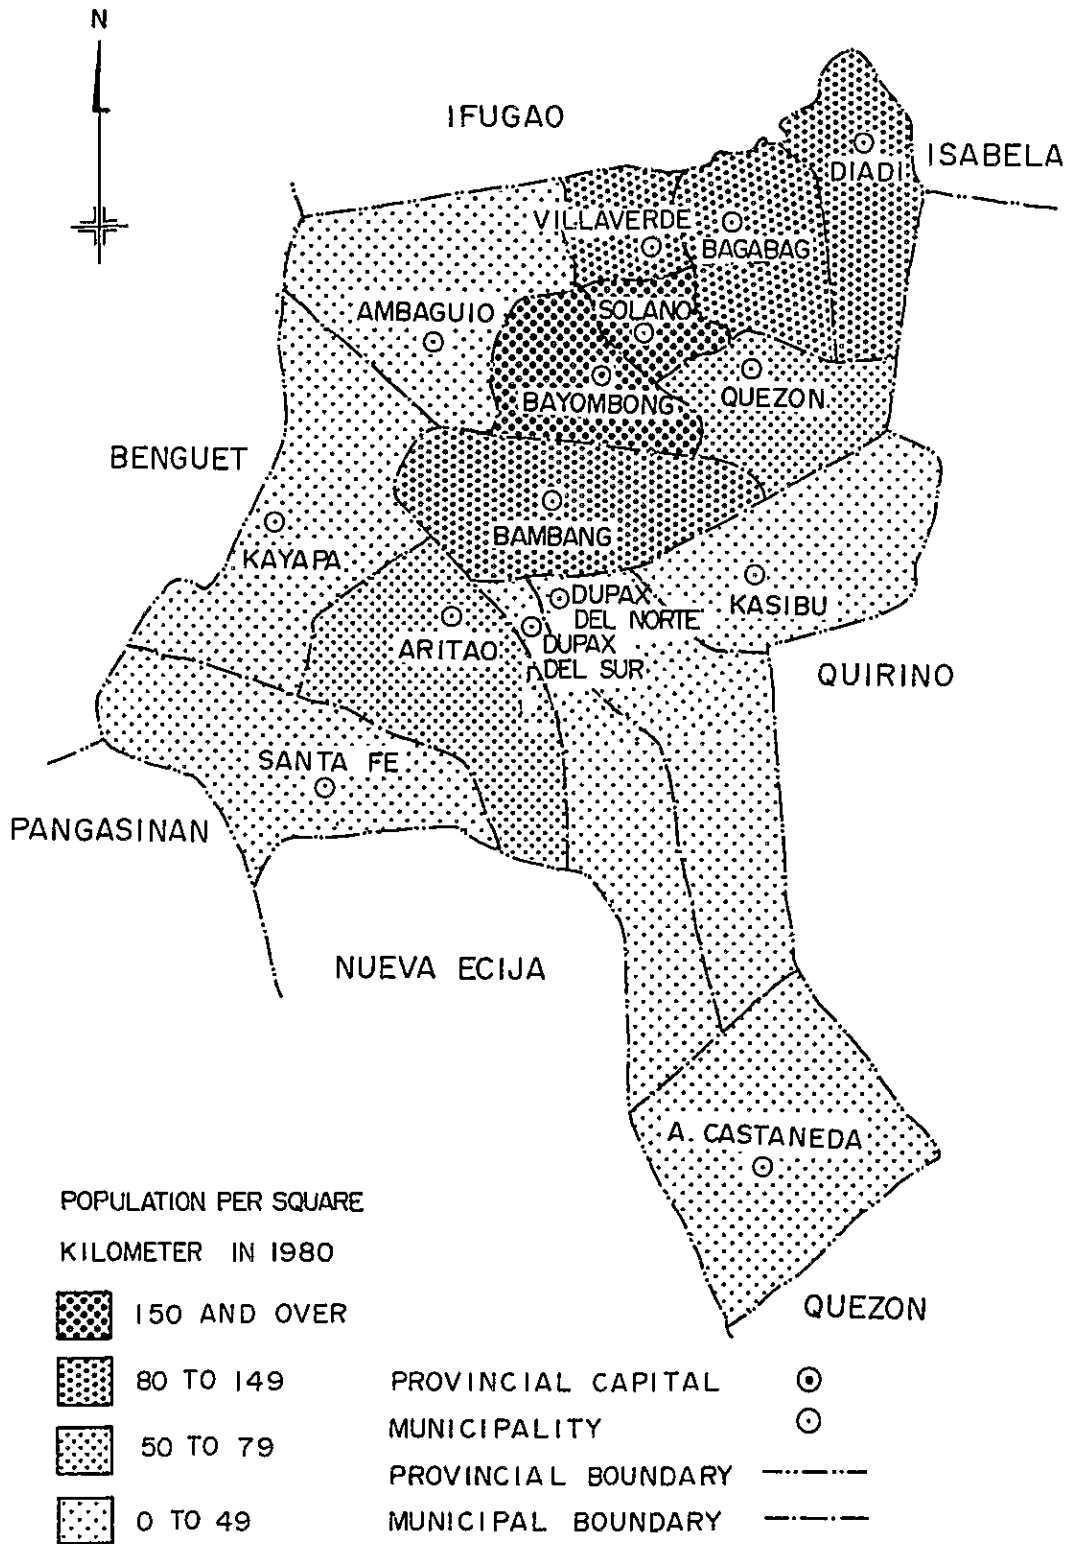 N
IFUGAO
ISABELA
DIADI
VILLAVERDE
BAGABAG
AMBAGUIO
SOLANO
BAYOMBONG
QUEZON
BENGUET
BAMBANG
KAYAPA
DUPAX
DEL NORTE
KASIBU
ARITAO
DUPAX
DEL SUR
QUIRINO
SANTA FE
PANGASINAN
NUEVA ECIJA
A. CASTANEDA
QUEZON
POPULATION PER SQUARE
KILOMETER IN 1980
150 AND OVER
80 TO 149
50 TO 79
0 TO 49
PROVINCIAL CAPITAL
MUNICIPALITY
PROVINCIAL BOUNDARY
MUNICIPAL BOUNDARY